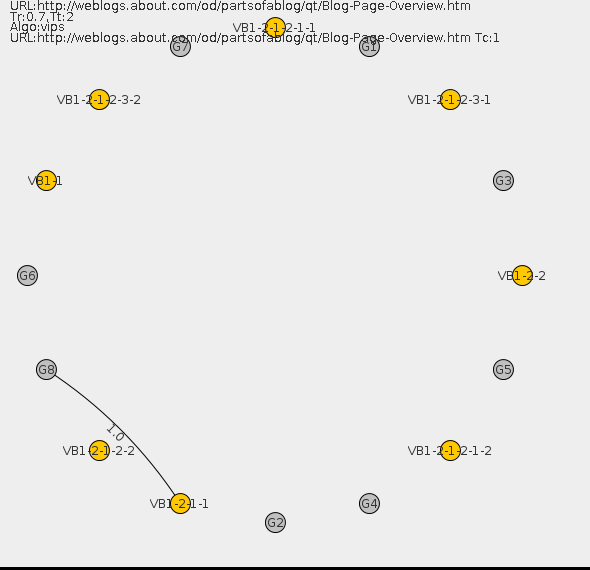 URL:http://weblogs.about.com/od/partsofablog/qt/Blog-Page-Overview.htm
Tr:0.7,Tt:2
Algo:vips
VB1-2-1-2-1-1
URL:http://weblogs.about.com/od/partsofablog/qt/Blog-Page-Overview.htm Tc:1
G7
G1
VB1-2-1-2-3-2
VB1-2-1-2-3-1
VB1-1
G3
G6
VB1-2-2
G8
G5
1.0
VB1-2-1-2-2
VB1-2-1-2-1-2
VB1-2-1-1
G4
G2